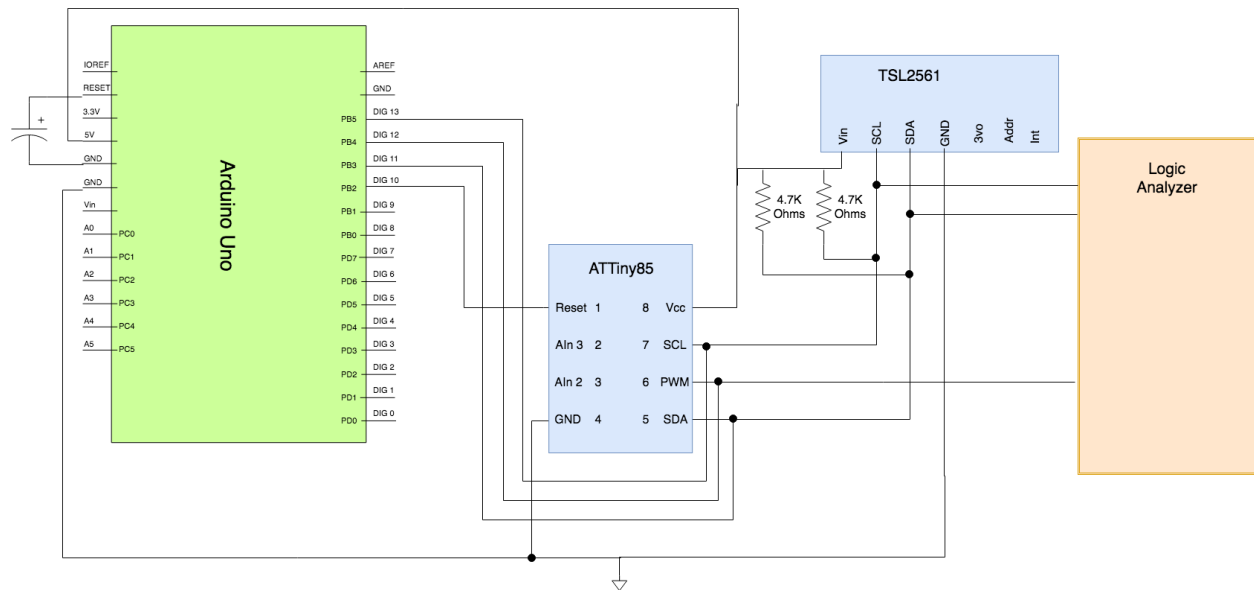 IOREF
RESET
+
3.3V
5V
GND
GND
Vin
A0
PC0
A1
PC1
A2
PC2
A3
PC3
A4
PC4
A5
PC5
Arduino Uno
AREF
GND
PB5 DIG 13
PB4 DIG 12
PB3 DIG 11
PB2 DIG 10
PB1 DIG 9
PB0 DIG 8
PD7 DIG 7
PD6 DIG 6
PD5 DIG 5
PD4 DIG 4
PD3 DIG 3
PD2 DIG 2
PD1 DIG 1
PD0 DIG 0
ATTiny85
Reset 1 8 Vcc
AIn 3 2 7 SCL
AIn 2 3 6 PWM
GND 4 5 SDA
TSL2561
Vin
SCL
SDA
GND
3vo
Addr
Int
4.7K
Ohms
4.7K
Ohms
Logic
Analyzer